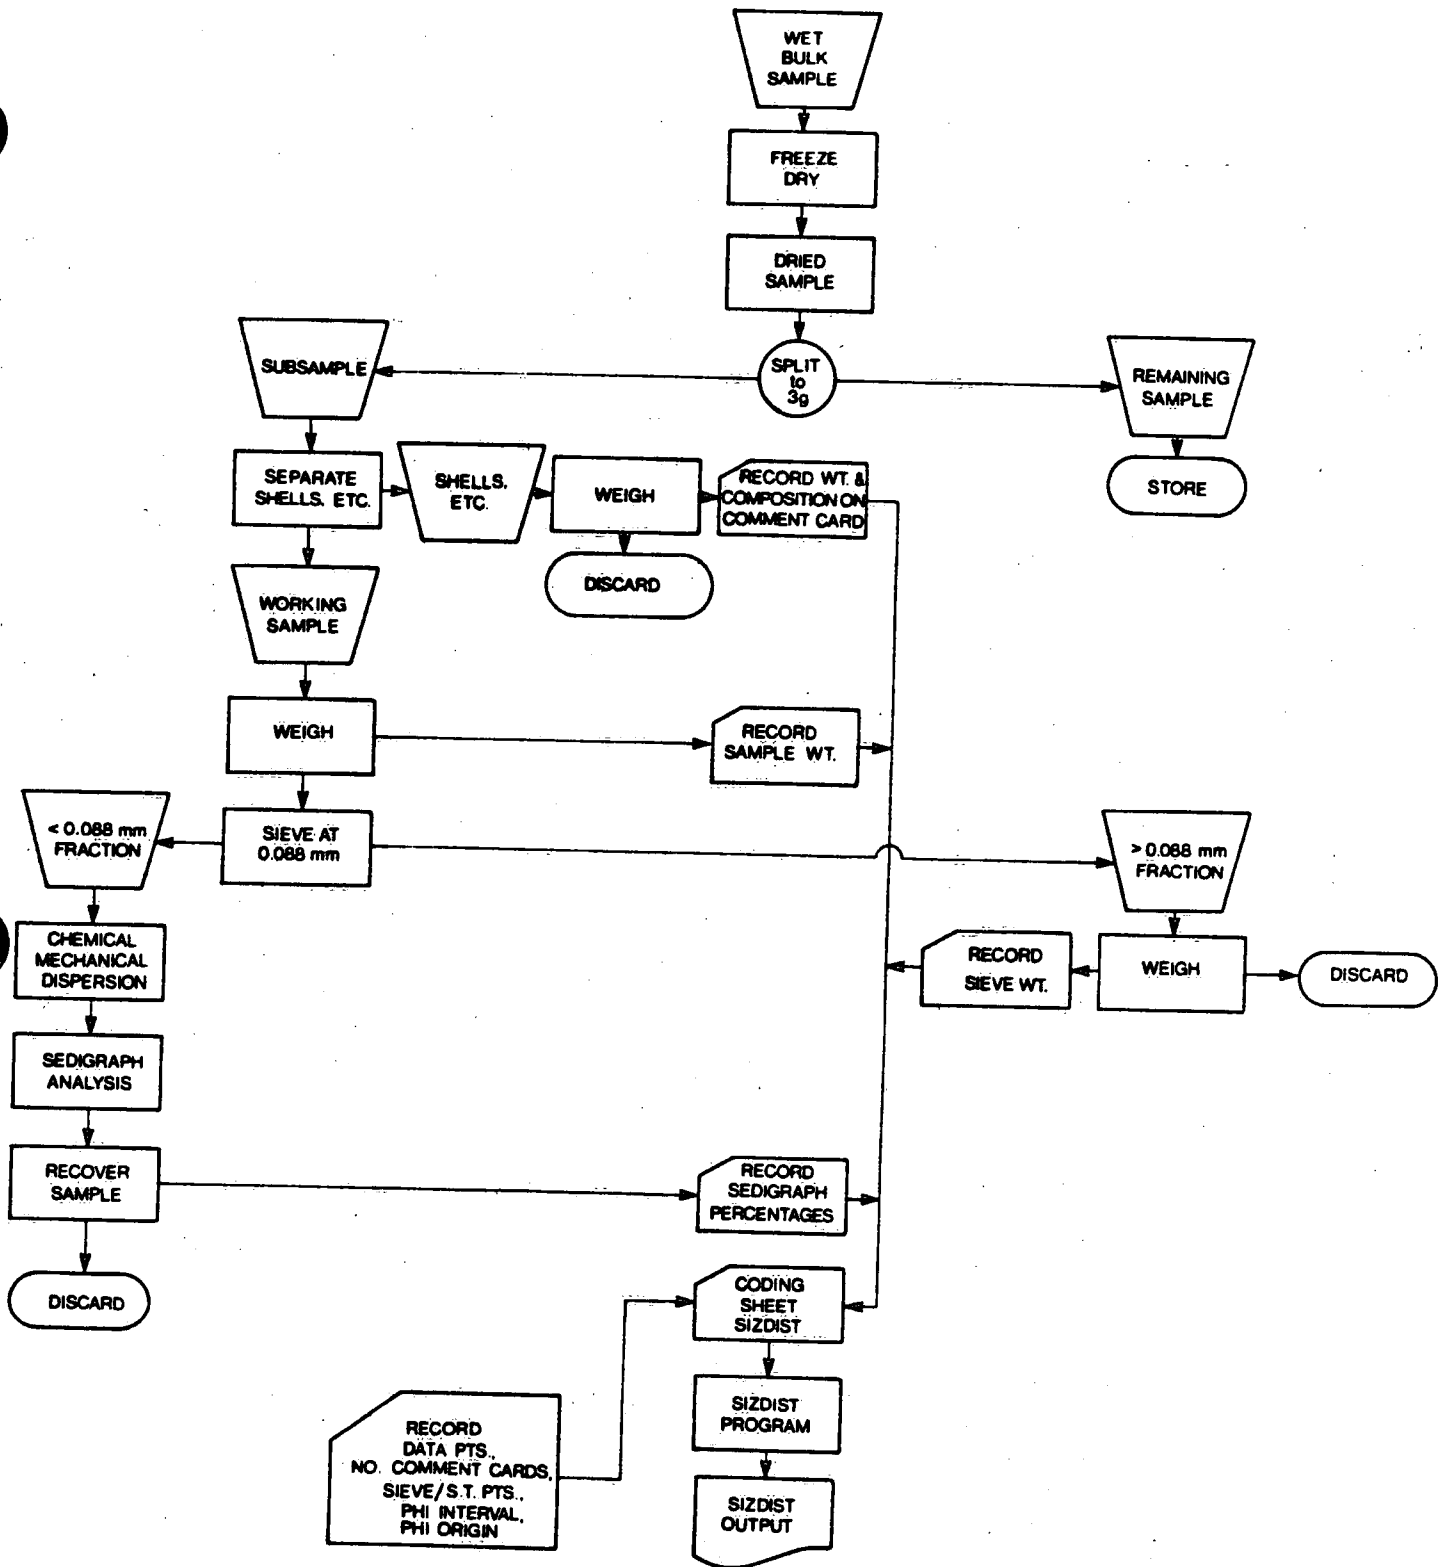 WET
BULK
SAMPLE
FREEZE
DRY
DRIED
SAMPLE
SPLIT
to
3g
SUBSAMPLE
REMAINING
SAMPLE
STORE
SEPARATE
SHELLS, ETC.
SHELLS,
ETC.
WEIGH
RECORD WT. &
COMPOSITION ON
COMMENT CARD
DISCARD
WORKING
SAMPLE
WEIGH
RECORD
SAMPLE WT.
< 0.088 mm
FRACTION
SIEVE AT
0.088 mm
> 0.088 mm
FRACTION
CHEMICAL
MECHANICAL
DISPERSION
RECORD
SIEVE WT.
WEIGH
DISCARD
SEDIGRAPH
ANALYSIS
RECOVER
SAMPLE
RECORD
SEDIGRAPH
PERCENTAGES
DISCARD
CODING
SHEET
SIZDIST
RECORD
DATA PTS.,
NO. COMMENT CARDS,
SIEVE/S.T. PTS.,
PHI INTERVAL,
PHI ORIGIN
SIZDIST
PROGRAM
SIZDIST
OUTPUT